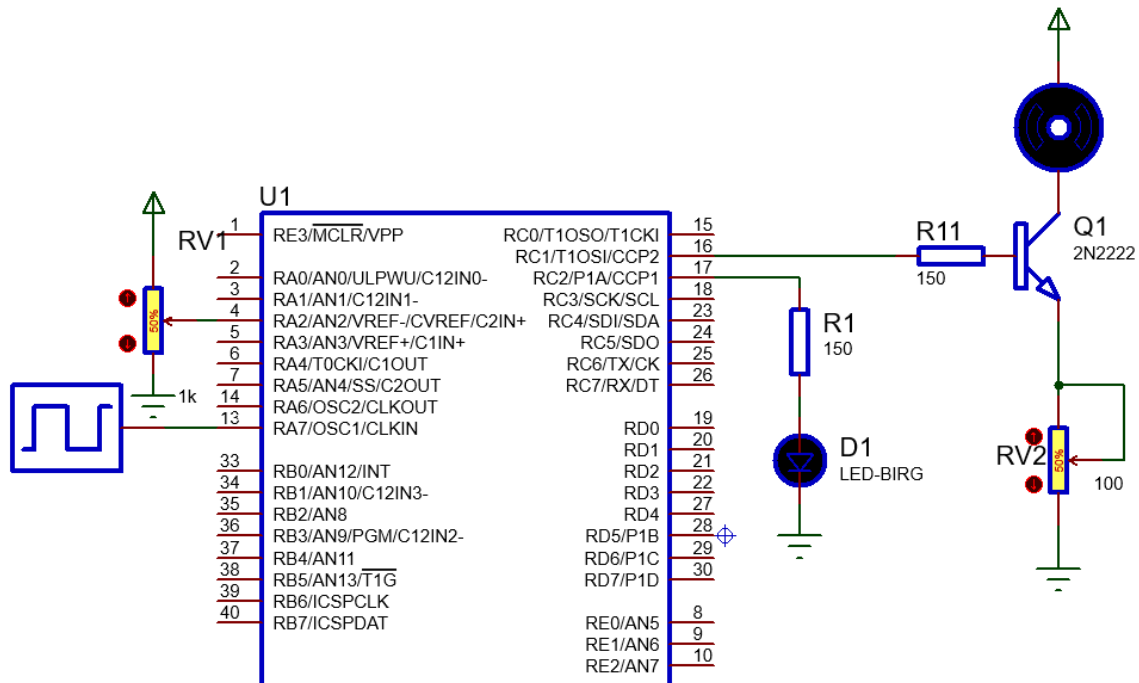 U1
RV1
50%
1k
1 RE3/MCLR/VPP
2 RA0/AN0/ULPWU/C12IN0-
3 RA1/AN1/C12IN1-
4 RA2/AN2/VREF-/CVREF/C2IN+
5 RA3/AN3/VREF+/C1IN+
6 RA4/T0CKI/C1OUT
7 RA5/AN4/SS/C2OUT
14 RA6/OSC2/CLKOUT
13 RA7/OSC1/CLKIN
33 RB0/AN12/INT
34 RB1/AN10/C12IN3-
35 RB2/AN8
36 RB3/AN9/PGM/C12IN2-
37 RB4/AN11
38 RB5/AN13/T1G
39 RB6/ICSPCLK
40 RB7/ICSPDAT
RC0/T1OSO/T1CKI 15
RC1/T1OSI/CCP2 16
RC2/P1A/CCP1 17
RC3/SCK/SCL 18
RC4/SDI/SDA 23
RC5/SDO 24
RC6/TX/CK 25
RC7/RX/DT 26
RD0 19
RD1 20
RD2 21
RD3 22
RD4 27
RD5/P1B 28
RD6/P1C 29
RD7/P1D 30
RE0/AN5 8
RE1/AN6 9
RE2/AN7 10
R1
150
D1
LED-BIRG
R11
150
Q1
2N2222
RV2
50%
100